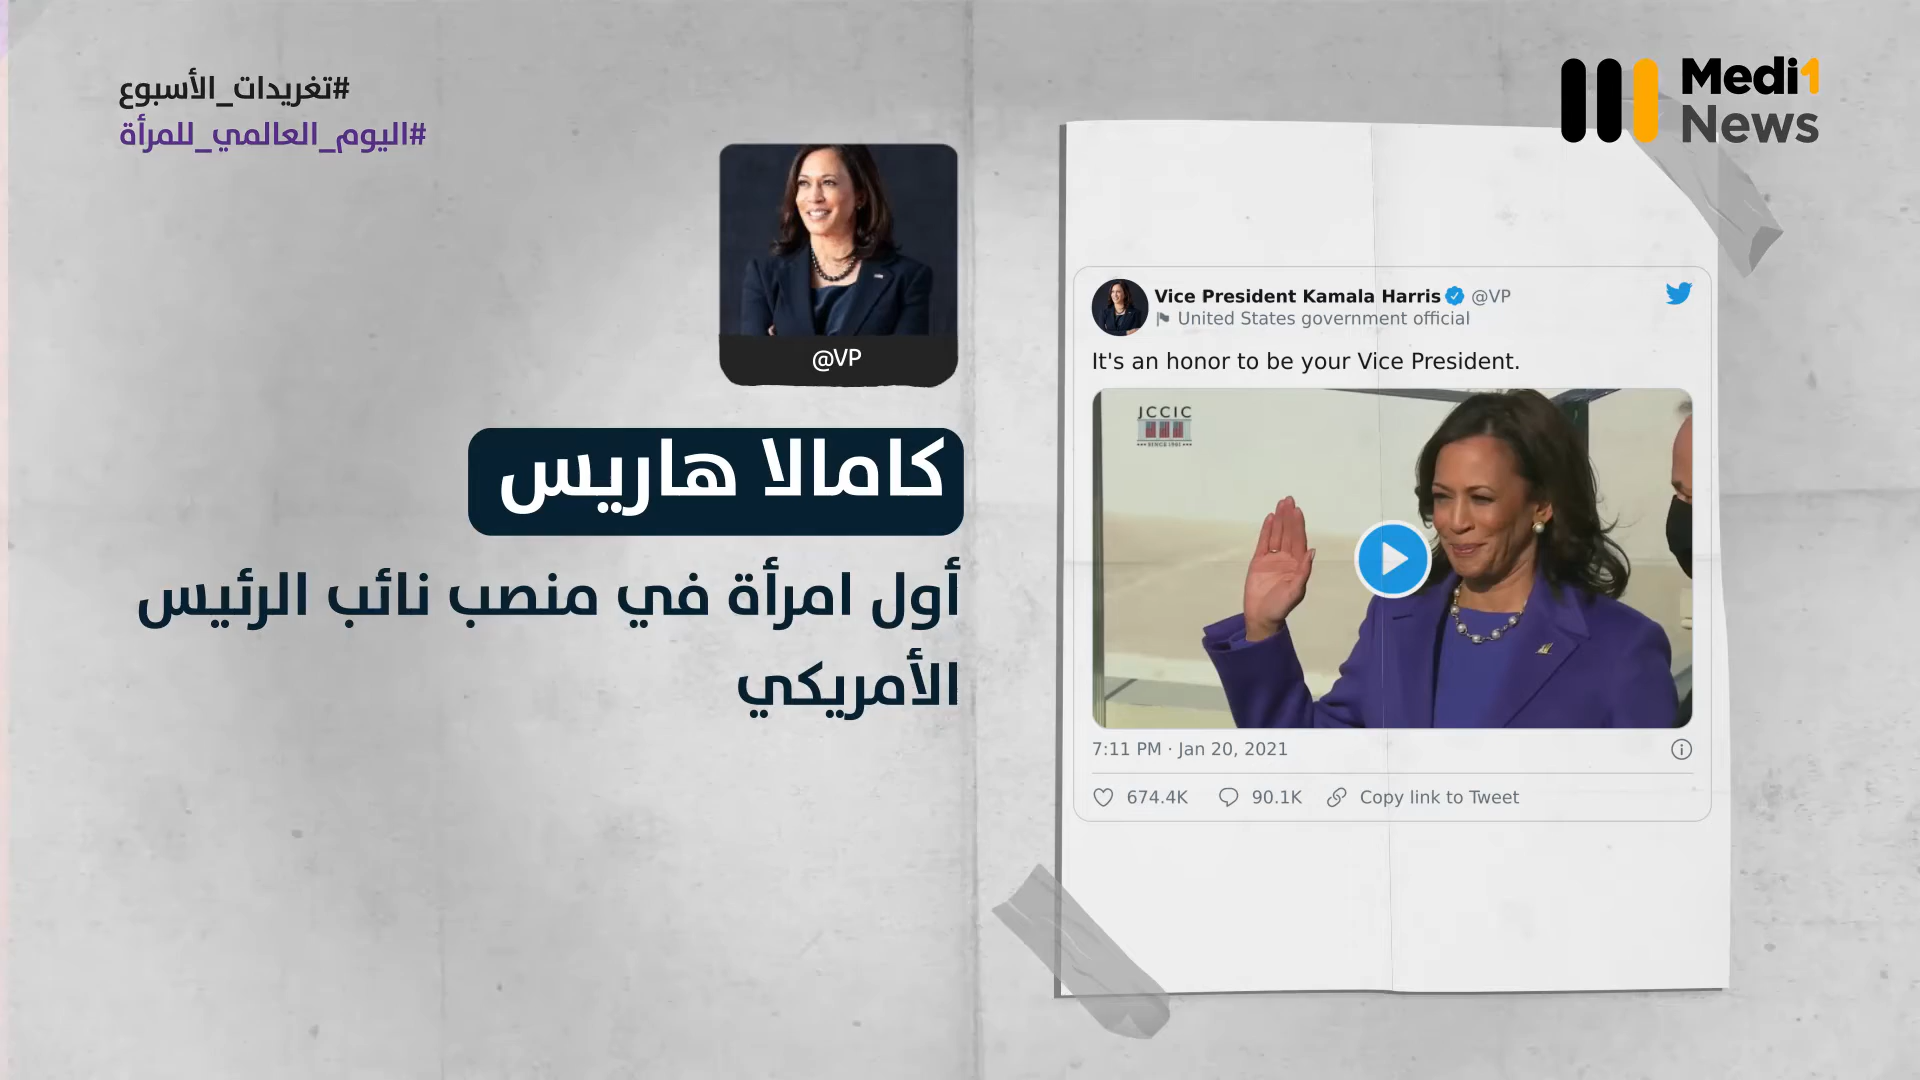 #تغريدات_الأسبوع
#اليوم_العالمي_للمرأة
Medi1
News
@VP
كامالا هاريس
أول امرأة في منصب نائب الرئيس
الأمريكي
Vice President Kamala Harris @VP
United States government official
It's an honor to be your Vice President.
JCCIC
SINCE 1901
7:11 PM · Jan 20, 2021
674.4K 90.1K Copy link to Tweet